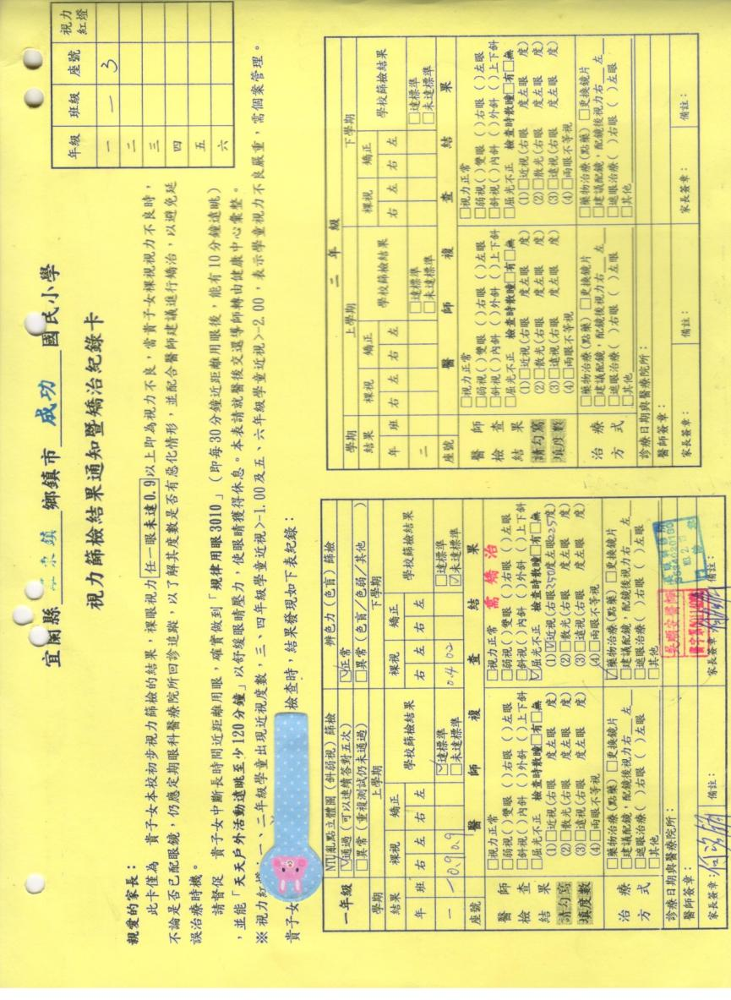 宜蘭縣 鄉鎮市 成功 國民小學
視力篩檢結果通知暨矯治紀錄卡
年級 班級 座號 視力紅燈
一 一 3
二
三
四
五
六
親愛的家長：
此卡僅為 貴子女本校初步視力篩檢的結果，裸眼視力任一眼未達0.9以上即為視力不良，當貴子女裸視視力不良時，
不論是否已配眼鏡，仍應定期眼科醫療院所回診追蹤，以了解其度數是否有惡化情形，並配合醫師建議進行矯治，以避免延
誤治療時機。
請督促 貴子女中斷長時間近距離用眼，確實做到「規律用眼3010」（即每30分鐘近距離用眼後，能有10分鐘遠眺）
，並能「天天戶外活動遠眺至少120分鐘」以舒緩眼睛壓力，使眼睛獲得休息。本表請就醫後交還導師轉由健康中心彙整。
※視力紅燈：一、二年級學童出現近視度數，三、四年級學童近視>-1.00及五、六年級學童近視>-2.00，表示學童視力不良嚴重，需個案管理。
貴子女 檢查時，結果發現如下表紀錄：
一年級
NTU亂點立體圖（斜弱視）篩檢 辨色力（色盲）篩檢
☑通過（可以連續答對五次） ☑正常
□異常（重複測試仍未通過） □異常（色盲／色弱／其他 ）
學期 上學期 下學期
結果 裸視 矯正 學校師檢結果 裸視 矯正 學校師檢結果
年 班 右 左 右 左 ☑達標準 右 左 右 左 □達標準
一 一 0.9 0.9 □未達標準 0.4 0.2 ☑未達標準
座號 醫 師 複 查 結 果
需矯治
醫師檢查結果
請勾寫
填度數
□視力正常
□弱視( )雙眼 ( )右眼 ( )左眼
□斜視( )內斜 ( )外斜 ( )上下斜
□屈光不正 檢查時散瞳□有□無
(1)□近視(右眼 度左眼 度)
(2)□散光(右眼 度左眼 度)
(3)□遠視(右眼 度左眼 度)
(4)□兩眼不等視
□視力正常
□弱視( )雙眼 ( )右眼 ( )左眼
□斜視( )內斜 ( )外斜 ( )上下斜
☑屈光不正 檢查時散瞳□有□無
(1)☑近視(右眼250度左眼225度)
(2)□散光(右眼 度左眼 度)
(3)□遠視(右眼 度左眼 度)
(4)□兩眼不等視
治療方式
□藥物治療(點藥) □更換鏡片
□建議配鏡，配鏡後視力右 左
□遮眼治療( )右眼 ( )左眼
□其他
☑藥物治療(點藥) □更換鏡片
□建議配鏡，配鏡後視力右 左
□遮眼治療( )右眼 ( )左眼
□其他
診療日期與醫療院所：
醫師簽章：
家長簽章： 備註：
家長簽章： 備註：
二 年 級
學期 上學期 下學期
結果 裸視 矯正 學校師檢結果 裸視 矯正 學校師檢結果
年 班 右 左 右 左 □達標準 右 左 右 左 □達標準
二 □未達標準 □未達標準
座號 醫 師 複 查 結 果
醫師檢查結果
請勾寫
填度數
□視力正常
□弱視( )雙眼 ( )右眼 ( )左眼
□斜視( )內斜 ( )外斜 ( )上下斜
□屈光不正 檢查時散瞳□有□無
(1)□近視(右眼 度左眼 度)
(2)□散光(右眼 度左眼 度)
(3)□遠視(右眼 度左眼 度)
(4)□兩眼不等視
□視力正常
□弱視( )雙眼 ( )右眼 ( )左眼
□斜視( )內斜 ( )外斜 ( )上下斜
□屈光不正 檢查時散瞳□有□無
(1)□近視(右眼 度左眼 度)
(2)□散光(右眼 度左眼 度)
(3)□遠視(右眼 度左眼 度)
(4)□兩眼不等視
治療方式
□藥物治療(點藥) □更換鏡片
□建議配鏡，配鏡後視力右 左
□遮眼治療( )右眼 ( )左眼
□其他
□藥物治療(點藥) □更換鏡片
□建議配鏡，配鏡後視力右 左
□遮眼治療( )右眼 ( )左眼
□其他
診療日期與醫療院所：
醫師簽章：
家長簽章： 備註：
家長簽章： 備註：